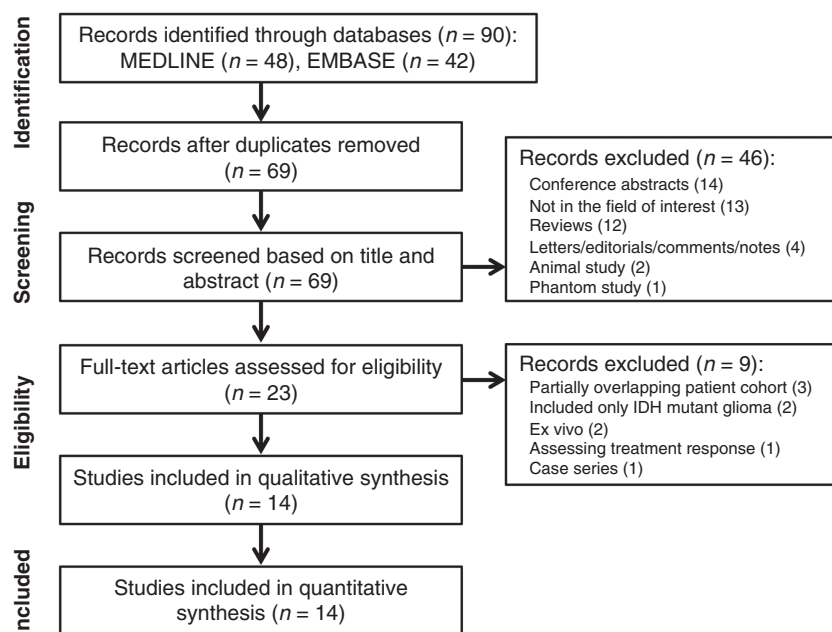 Identification
Records identified through databases (n = 90):
MEDLINE (n = 48), EMBASE (n = 42)
Records after duplicates removed
(n = 69)
Screening
Records screened based on title and
abstract (n = 69)
Records excluded (n = 46):
Conference abstracts (14)
Not in the field of interest (13)
Reviews (12)
Letters/editorials/comments/notes (4)
Animal study (2)
Phantom study (1)
Eligibility
Full-text articles assessed for eligibility
(n = 23)
Records excluded (n = 9):
Partially overlapping patient cohort (3)
Included only IDH mutant glioma (2)
Ex vivo (2)
Assessing treatment response (1)
Case series (1)
Studies included in qualitative synthesis
(n = 14)
ncluded
Studies included in quantitative
synthesis (n = 14)